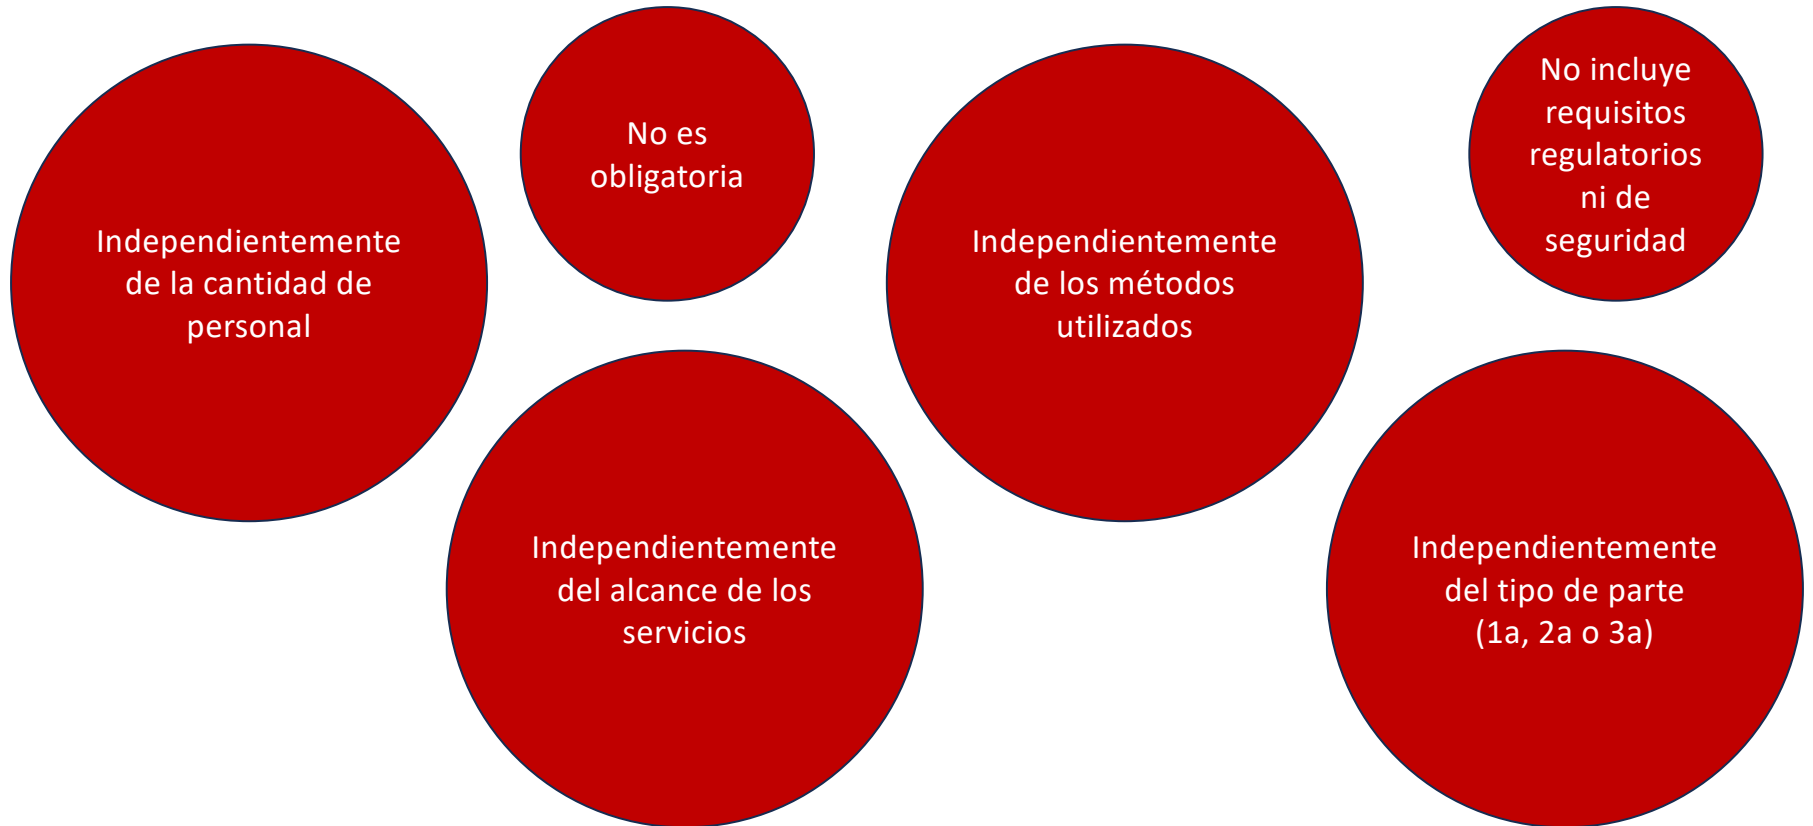 Independientemente
de la cantidad de
personal
No es
obligatoria
Independientemente
del alcance de los
servicios
Independientemente
de los métodos
utilizados
No incluye
requisitos
regulatorios
ni de
seguridad
Independientemente
del tipo de parte
(1a, 2a o 3a)